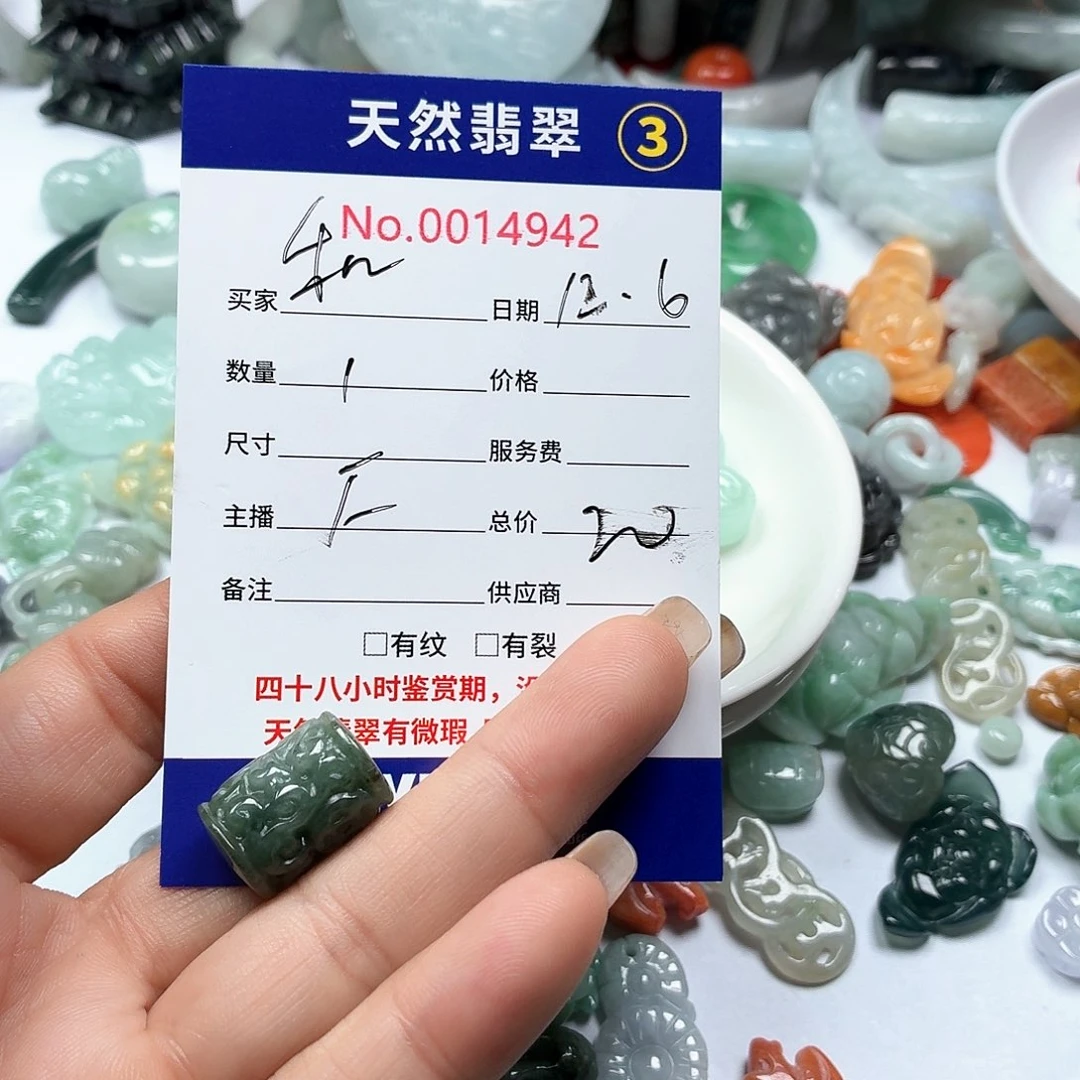 天然翡翠 3
No.0014942
买家 日期 12.6
数量 1 价格
尺寸 服务费
主播 总价
备注 供应商
□有纹 □有裂
四十八小时鉴赏期，
天然翡翠有微瑕